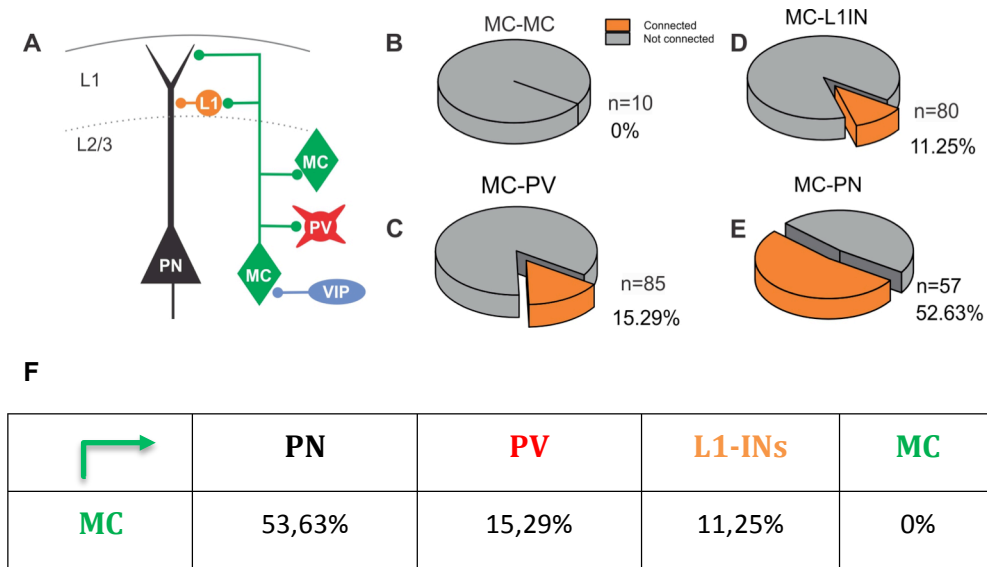 A
L1
L1
L2/3
MC
PV
PN
MC
VIP
B
MC-MC
Connected
Not connected
n=10
0%
D
MC-L1IN
n=80
11.25%
C
MC-PV
n=85
15.29%
E
MC-PN
n=57
52.63%
F
PN PV L1-INs MC
MC 53,63% 15,29% 11,25% 0%